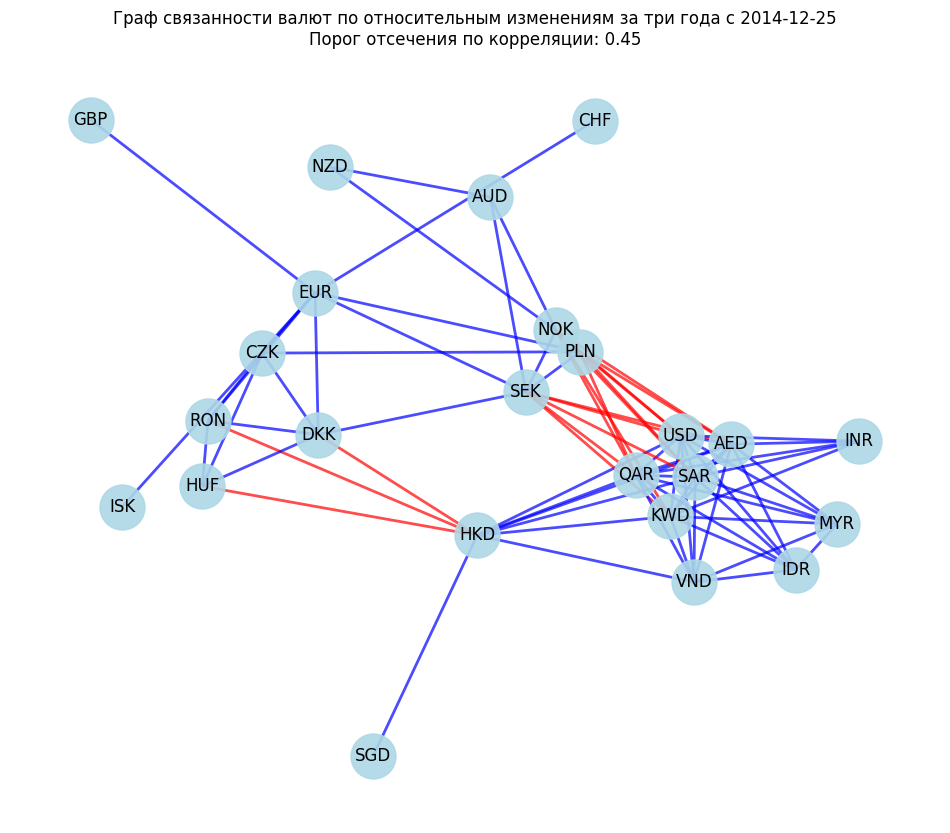 Граф связанности валют по относительным изменениям за три года с 2014-12-25
Порог отсечения по корреляции: 0.45
GBP
CHF
NZD
AUD
EUR
NOK
PLN
CZK
SEK
RON
DKK
USD
AED
INR
QAR
SAR
HUF
ISK
KWD
MYR
HKD
IDR
VND
SGD